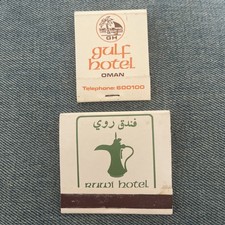 GH
gulf
hotel
OMAN
Telephone: 600100
فندق روي
RUWI hotel